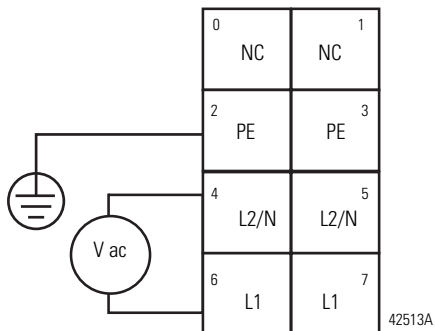 0 1
NC NC
2 3
PE PE
4 5
L2/N L2/N
V ac
6 7
L1 L1
42513A